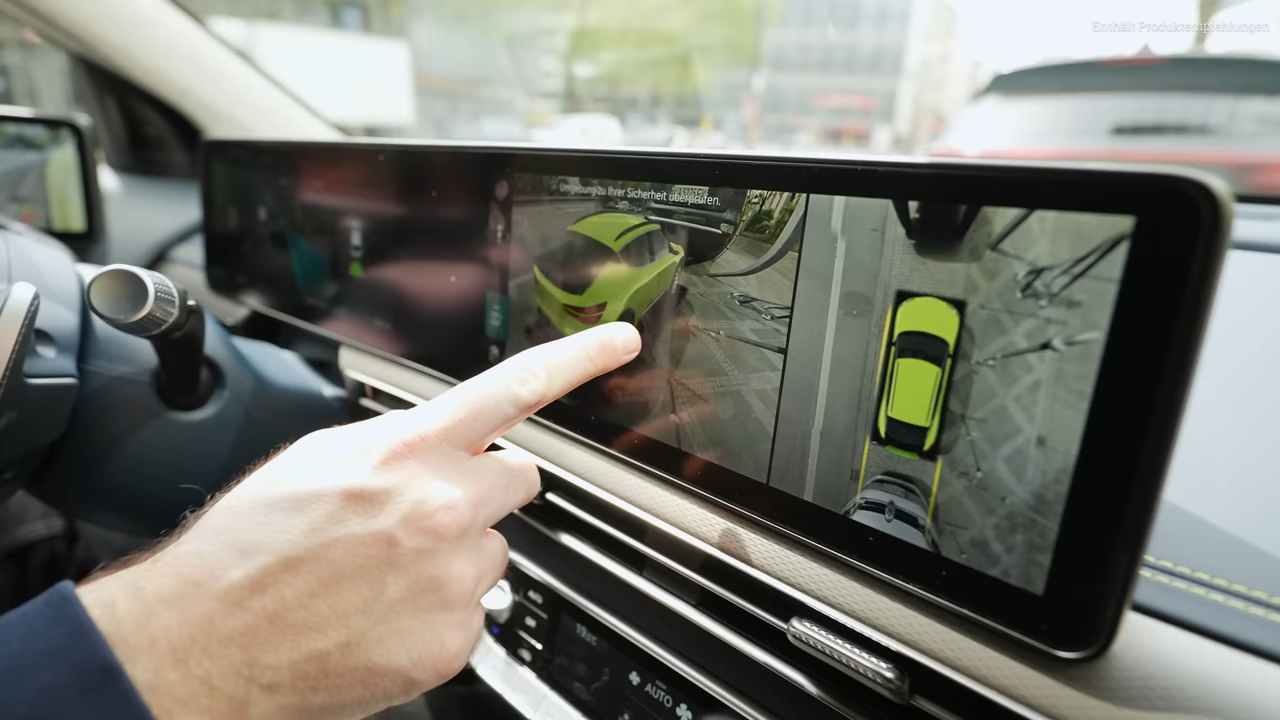 Enthält Produktempfehlungen
Umgebung zu Ihrer Sicherheit überprüfen.
AUTO